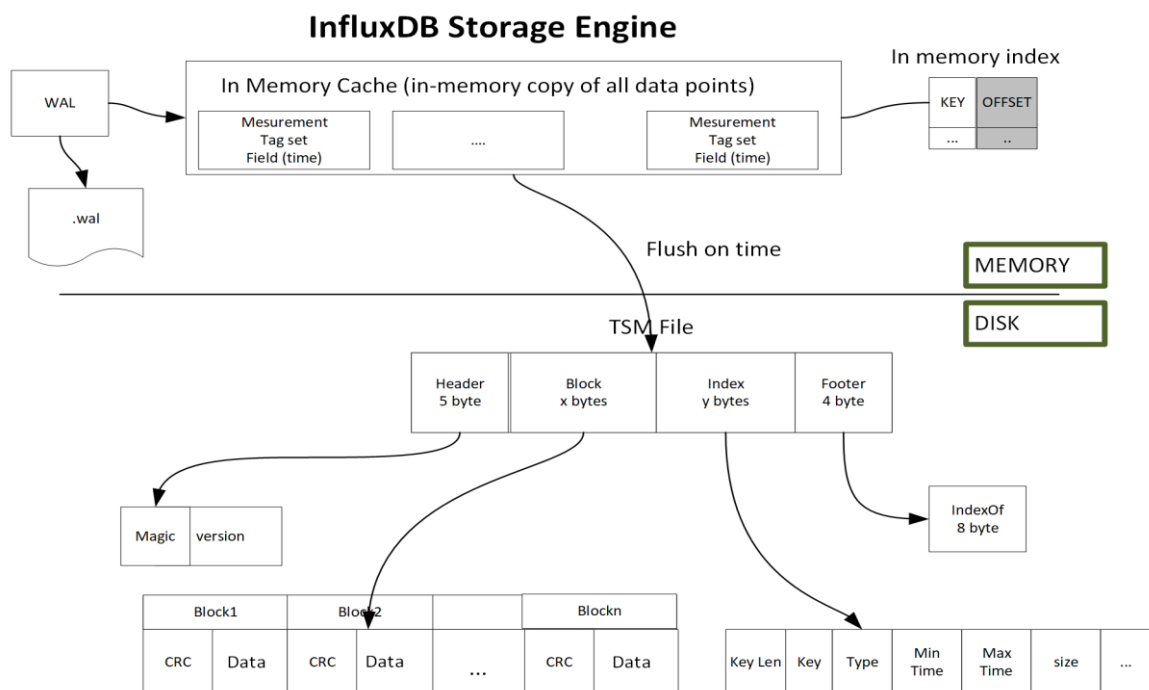 InfluxDB Storage Engine
In memory index
WAL
In Memory Cache (in-memory copy of all data points)
KEY
OFFSET
Mesurement
Tag set
Field (time)
....
Mesurement
Tag set
Field (time)
...
..
.wal
Flush on time
MEMORY
DISK
TSM File
Header
5 byte
Block
x bytes
Index
y bytes
Footer
4 byte
Magic
version
IndexOf
8 byte
Block1
Block2
Blockn
CRC
Data
CRC
Data
...
CRC
Data
Key Len
Key
Type
Min
Time
Max
Time
size
...